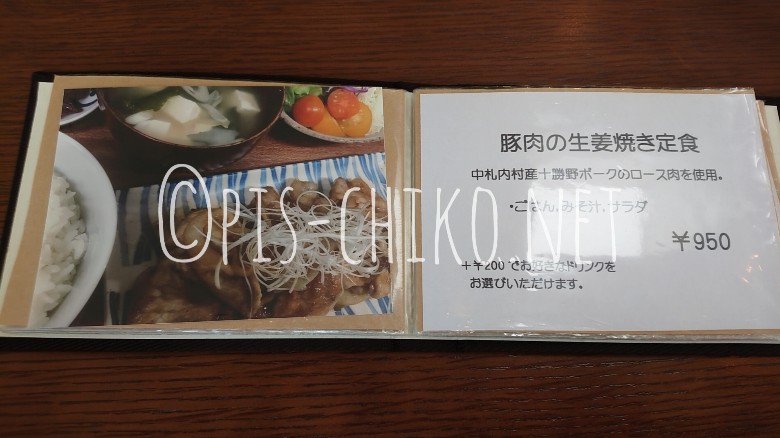 豚肉の生姜焼き定食
中札内村産十勝野ポークのロース肉を使用。
・ごはん、みそ汁、サラダ
￥950
＋￥200 でお好きなドリンクを
お選びいただけます。
©PIS-CHIKO.NET